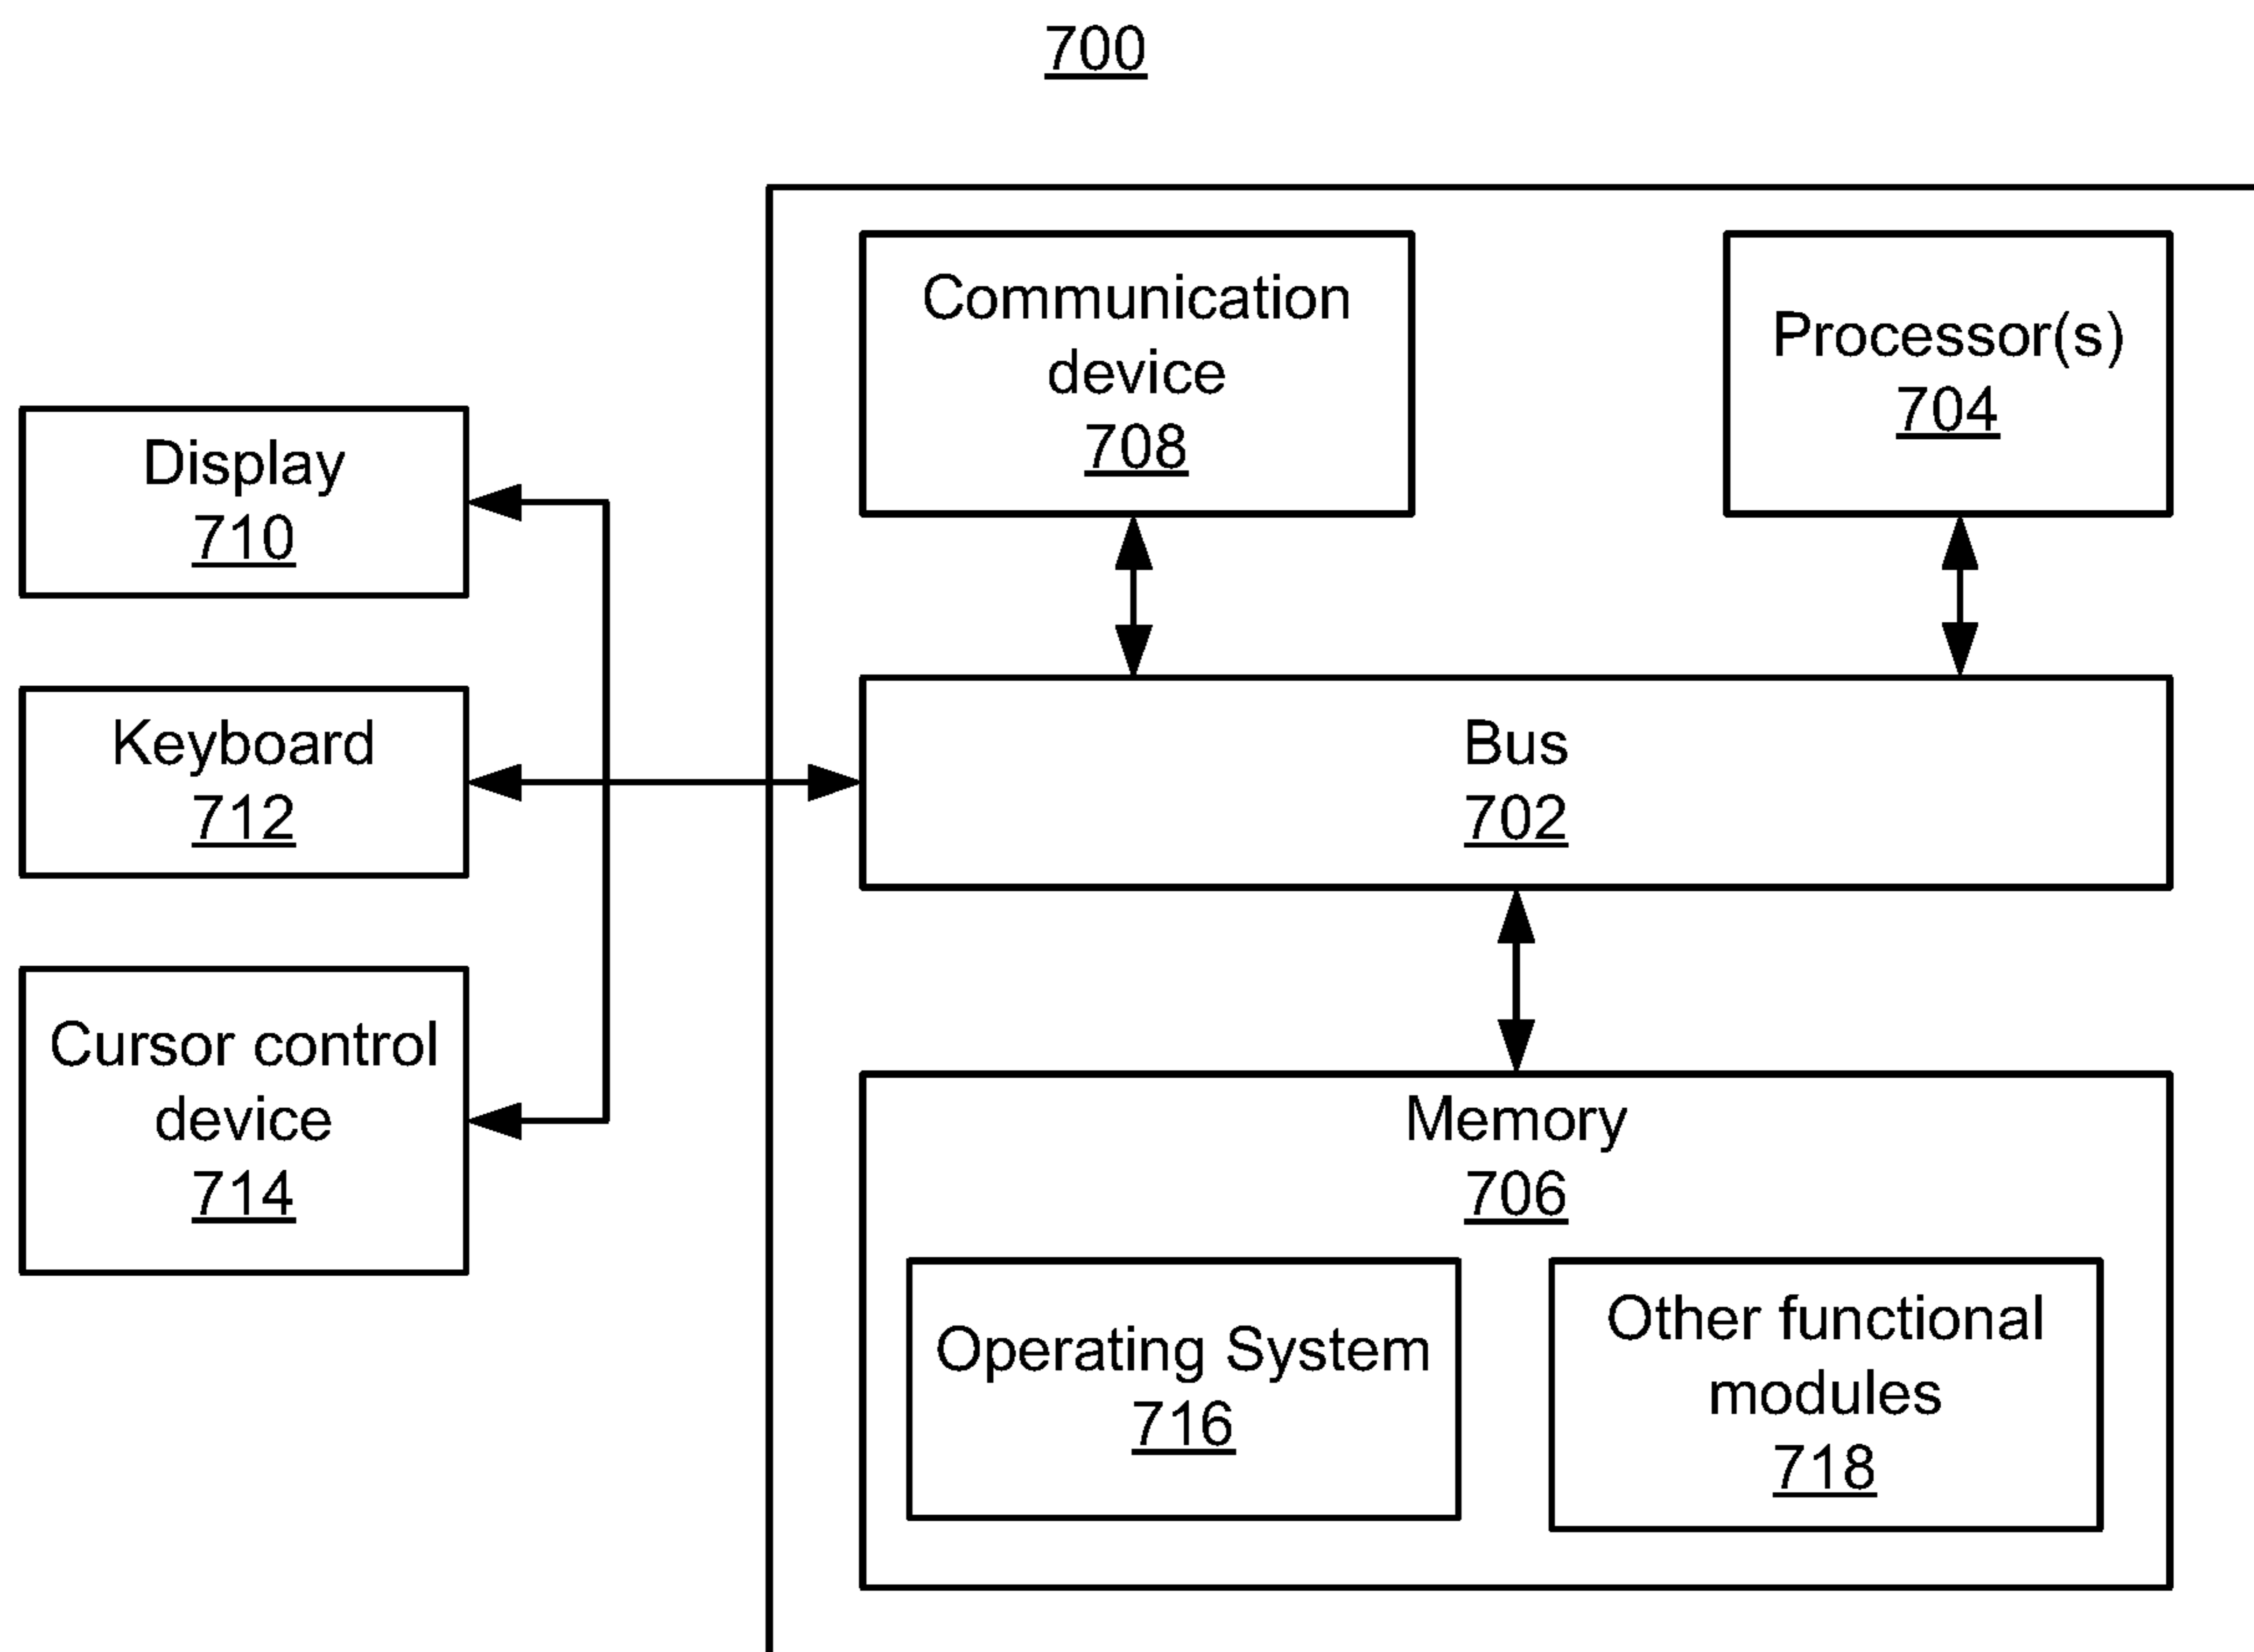 700
Communication
device
708
Processor(s)
704
Display
710
Keyboard
712
Bus
702
Cursor control
device
714
Memory
706
Operating System
716
Other functional
modules
718